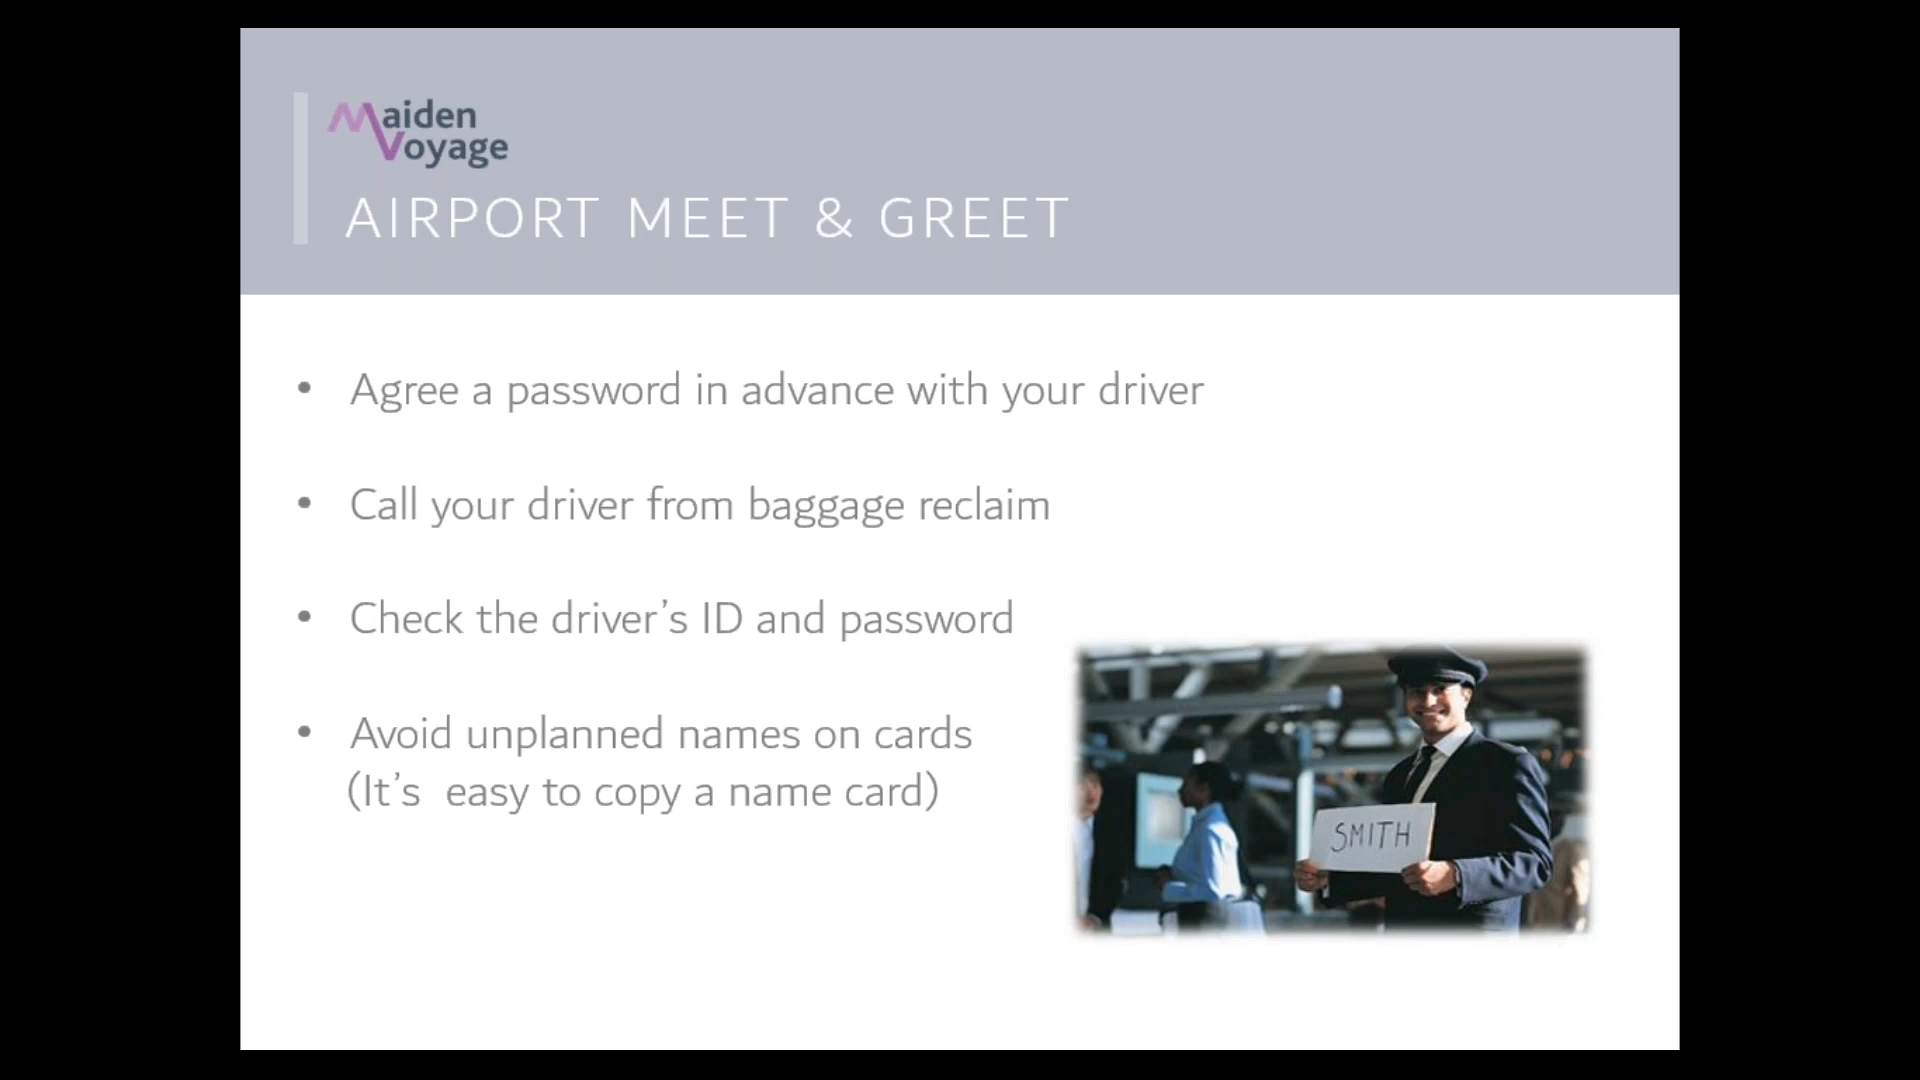 Maiden
Voyage
AIRPORT MEET & GREET
• Agree a password in advance with your driver
• Call your driver from baggage reclaim
• Check the driver’s ID and password
• Avoid unplanned names on cards
(It’s  easy to copy a name card)
SMITH